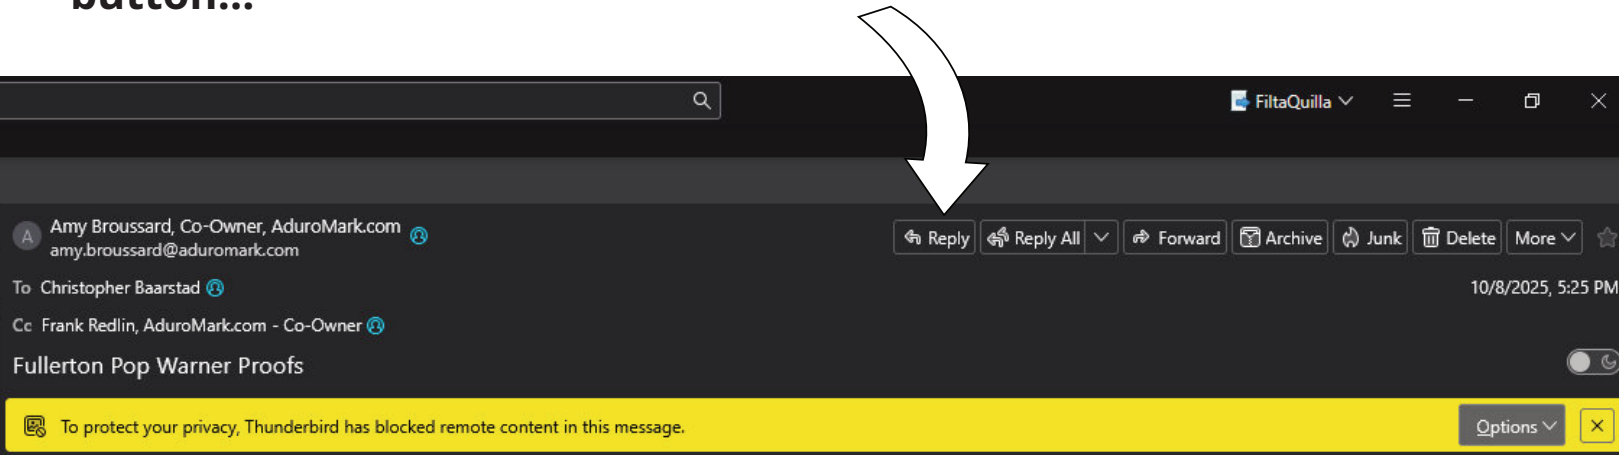 button...
FiltaQuilla
A
Amy Broussard, Co-Owner, AduroMark.com
amy.broussard@aduromark.com
Reply Reply All Forward Archive Junk Delete More
To Christopher Baarstad
10/8/2025, 5:25 PM
Cc Frank Redlin, AduroMark.com - Co-Owner
Fullerton Pop Warner Proofs
To protect your privacy, Thunderbird has blocked remote content in this message.
Options